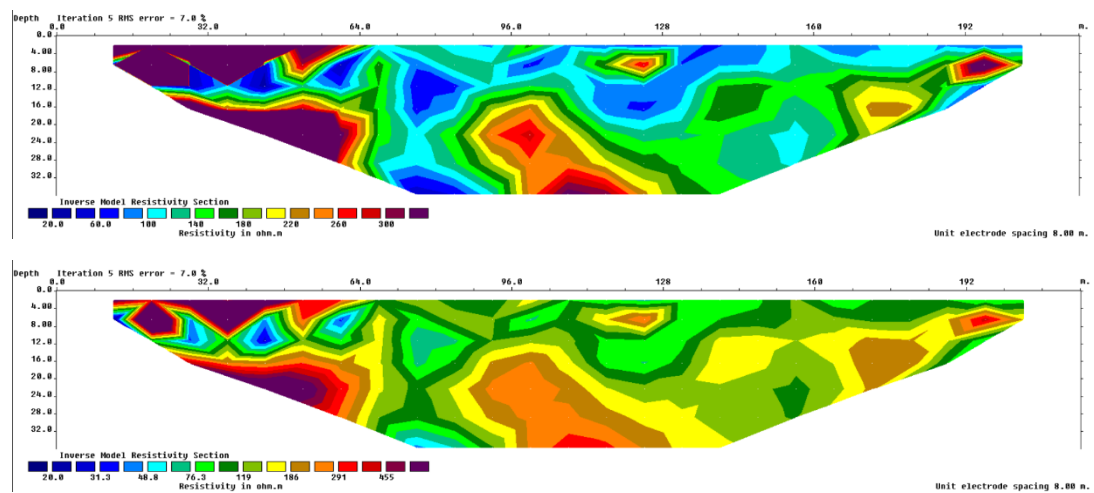 Depth Iteration 5 RMS error = 7.0 %
0.0 32.0 64.0 96.0 128 160 192 m.
0.0
4.00
8.00
12.0
16.0
20.0
24.0
28.0
32.0
Inverse Model Resistivity Section
20.0 60.0 100 140 180 220 260 300
Resistivity in ohm.m
Unit electrode spacing 8.00 m.
Depth Iteration 5 RMS error = 7.0 %
0.0 32.0 64.0 96.0 128 160 192 m.
0.0
4.00
8.00
12.0
16.0
20.0
24.0
28.0
32.0
Inverse Model Resistivity Section
20.0 31.3 48.8 76.3 119 186 291 455
Resistivity in ohm.m
Unit electrode spacing 8.00 m.